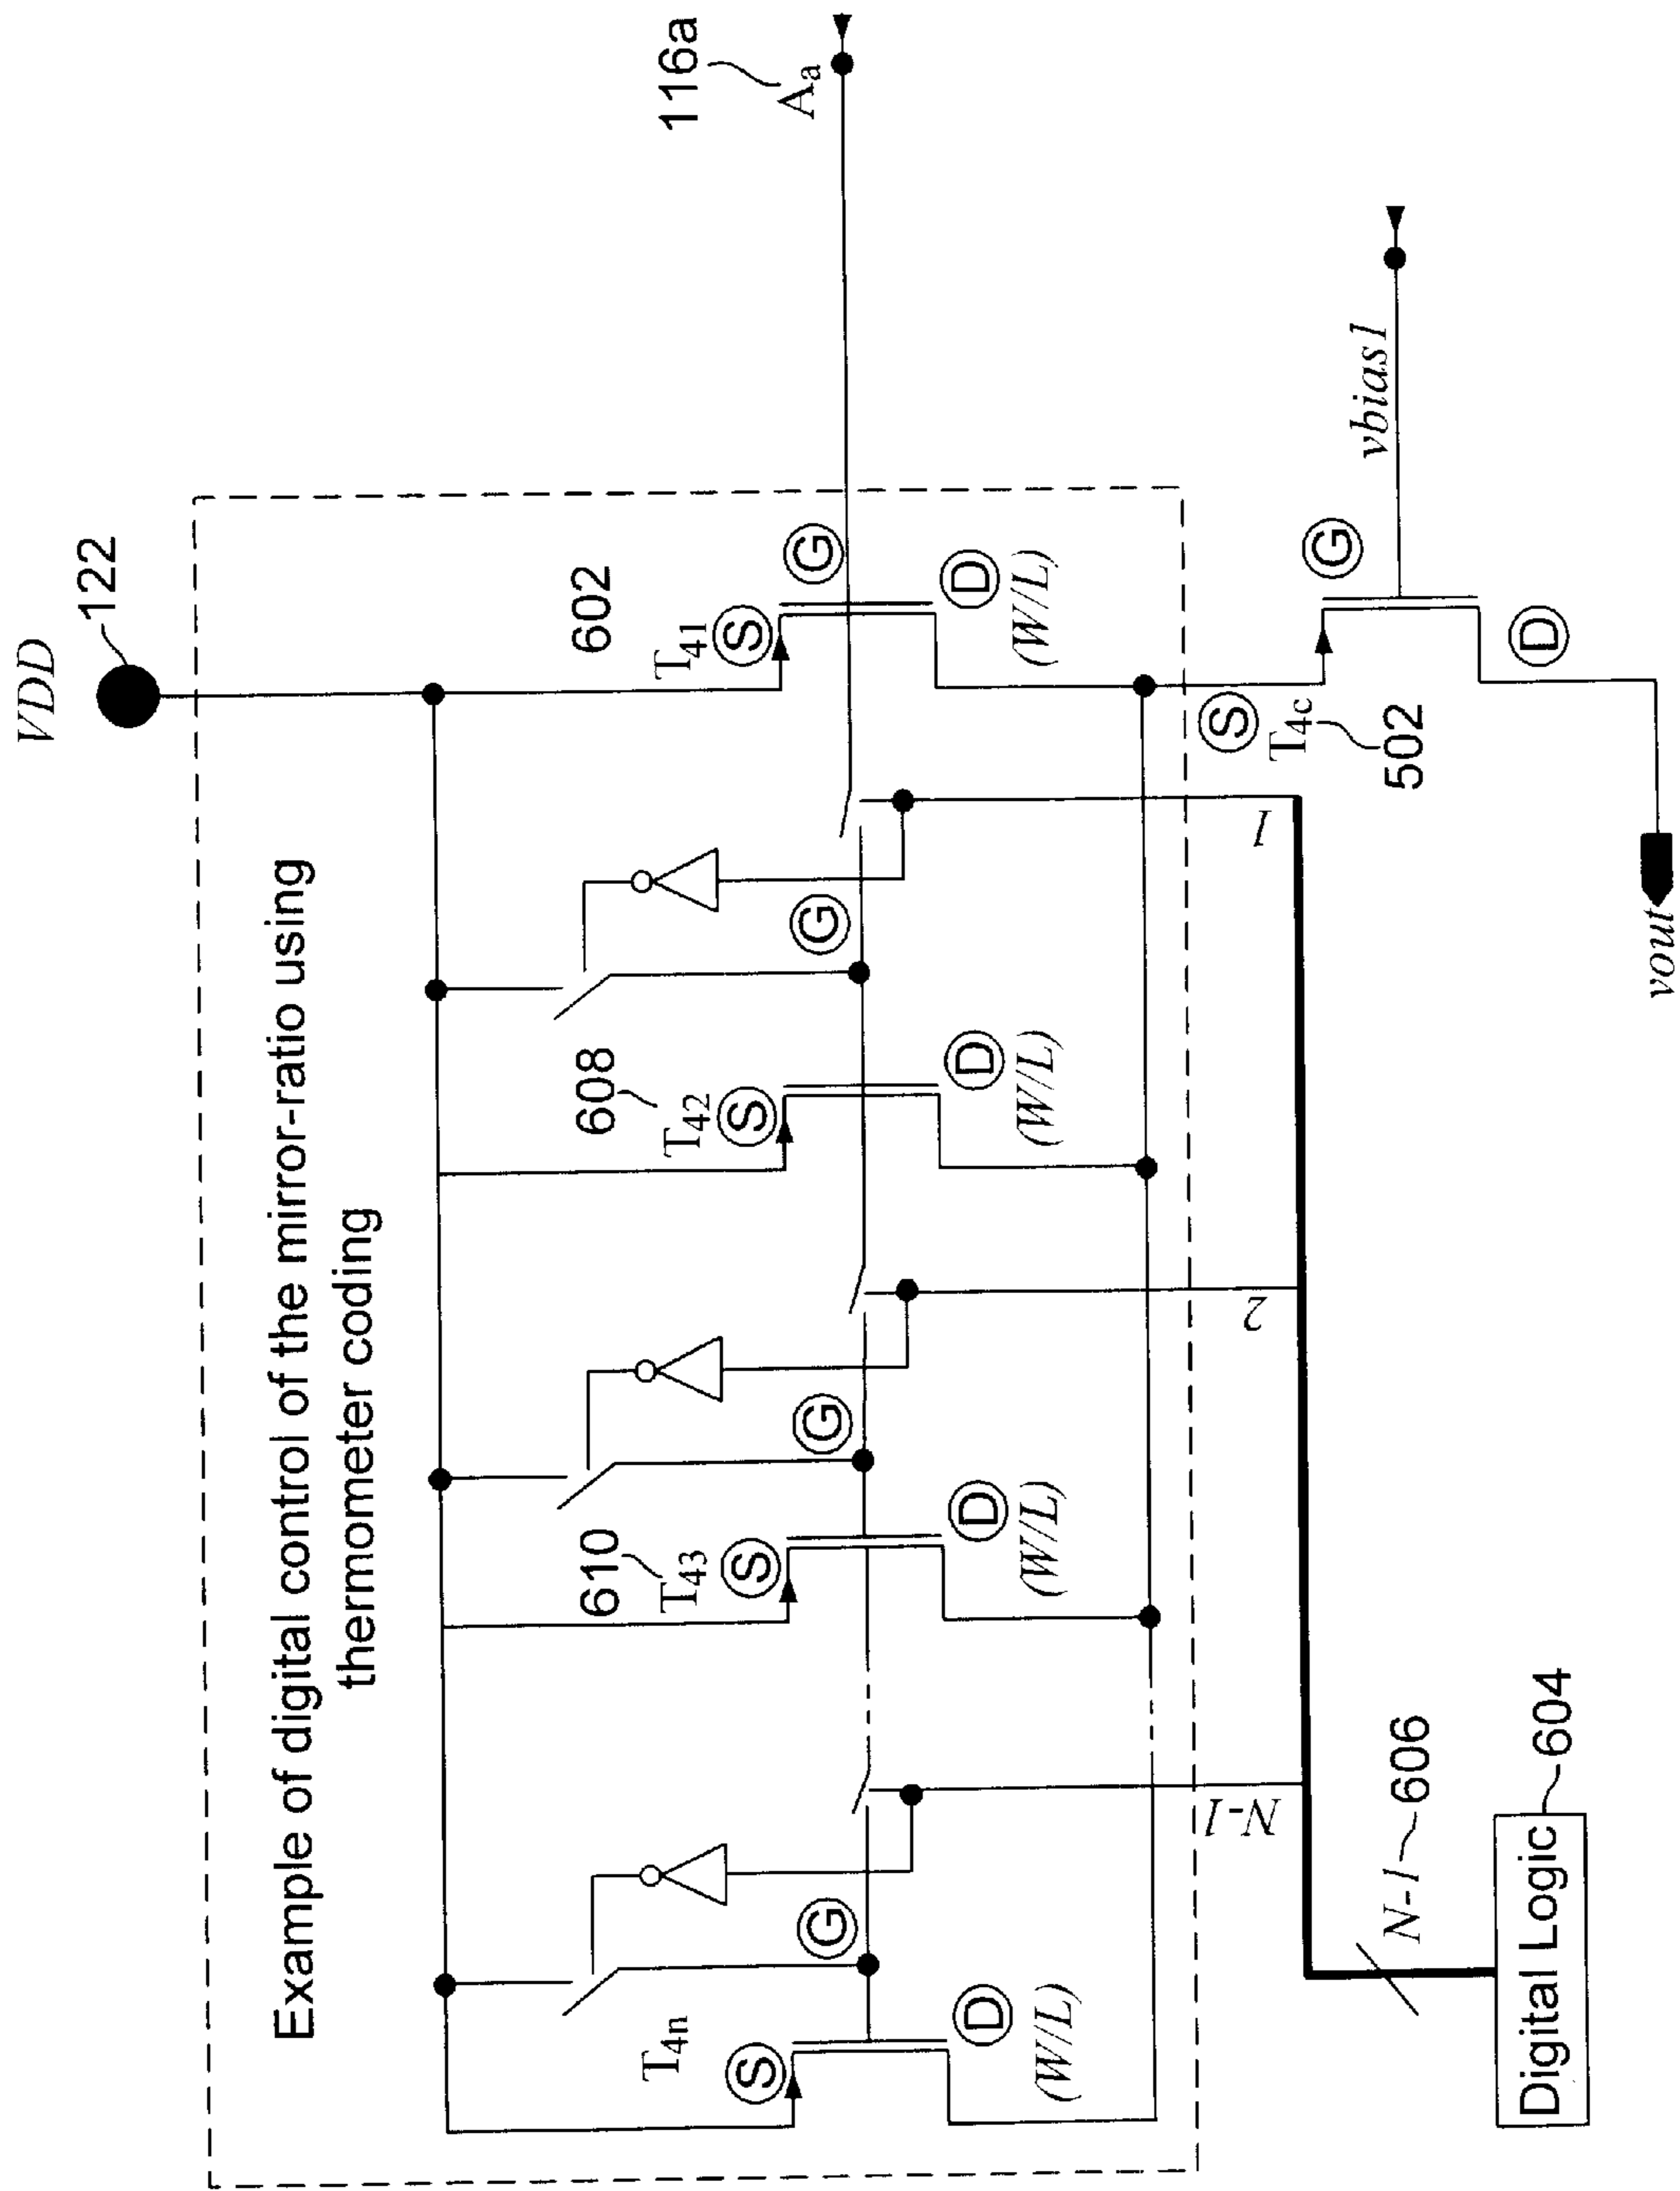 Example of digital control of the mirror-ratio using
thermometer coding
VDD
122
602
T41
S
G
D
(W/L)
116a
Aa
608
T42
S
G
D
(W/L)
610
T43
S
G
D
(W/L)
T4n
S
G
D
(W/L)
1
2
N-1
S
T4c
502
G
D
vbias1
vout
N-1
606
Digital Logic
604